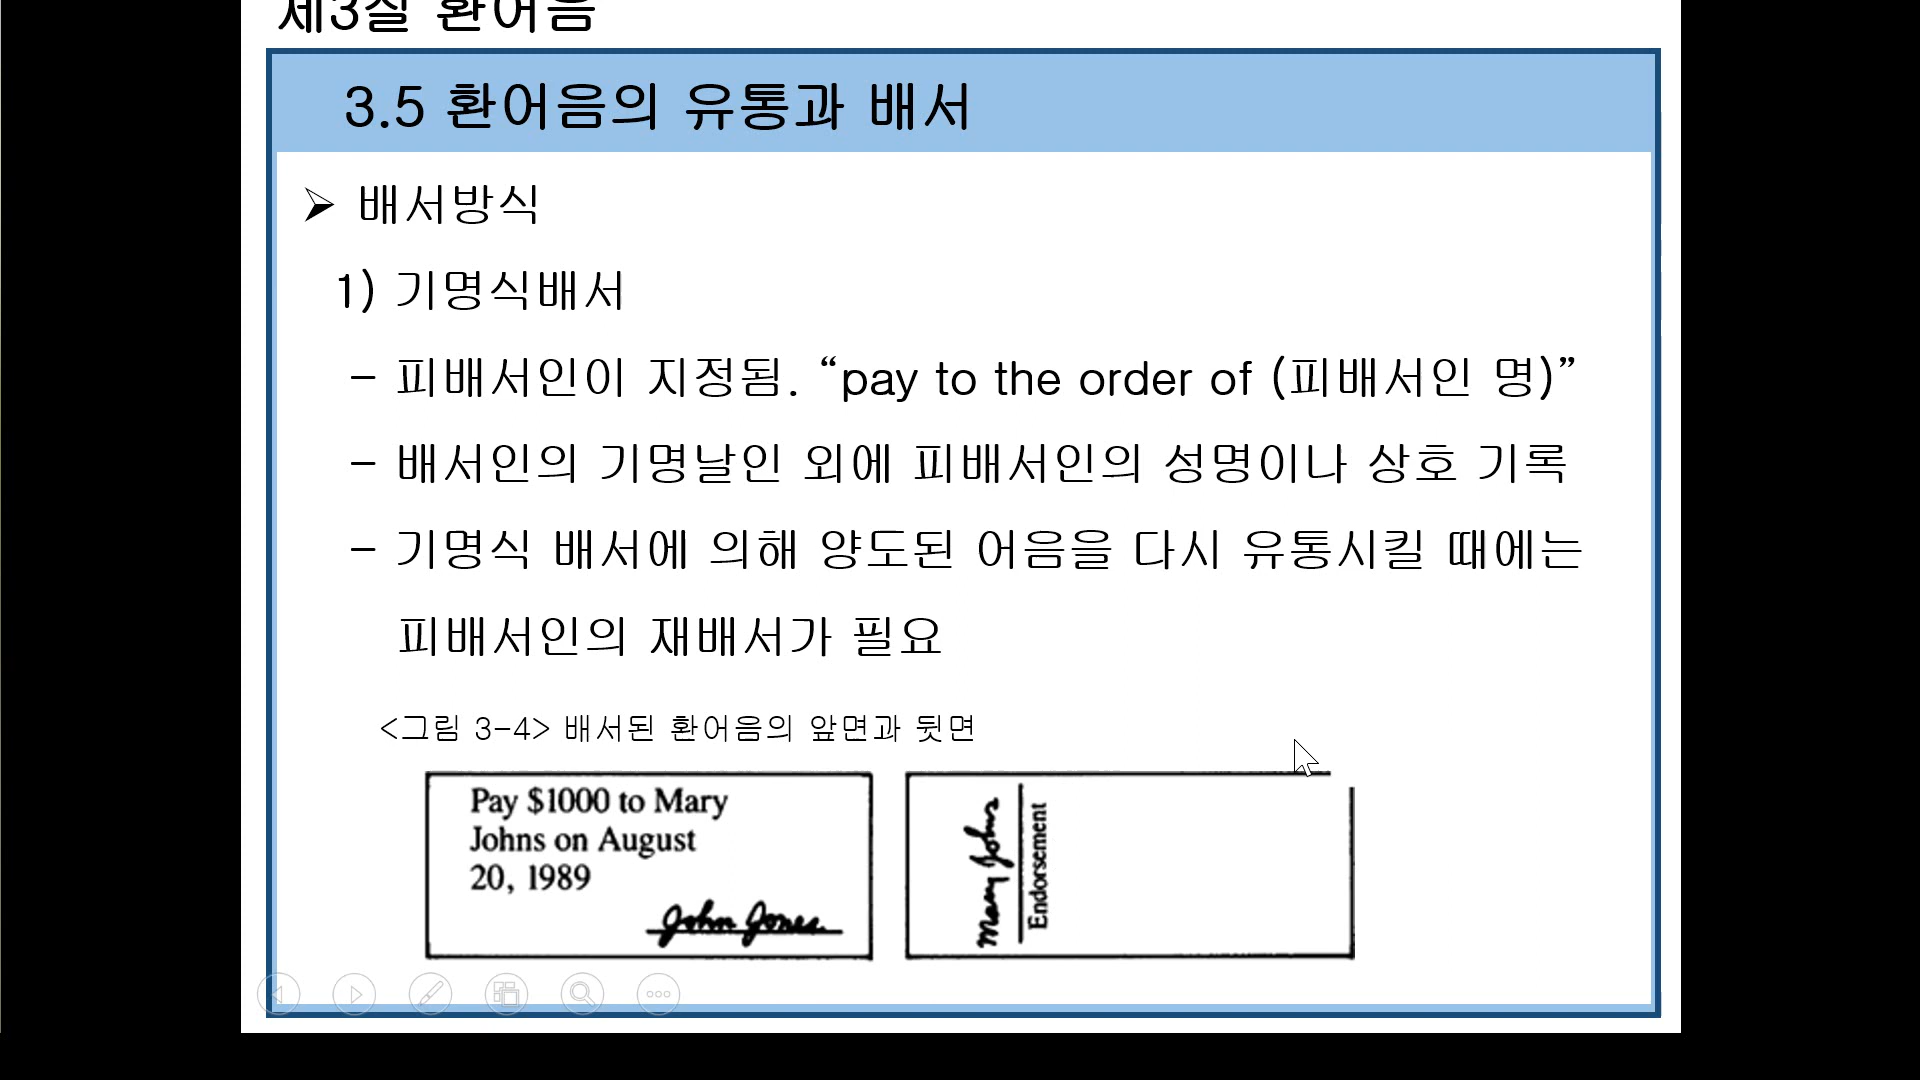 제3절 환어음
3.5 환어음의 유통과 배서
➢ 배서방식
1) 기명식배서
– 피배서인이 지정됨. “pay to the order of (피배서인 명)”
– 배서인의 기명날인 외에 피배서인의 성명이나 상호 기록
– 기명식 배서에 의해 양도된 어음을 다시 유통시킬 때에는
피배서인의 재배서가 필요
<그림 3-4> 배서된 환어음의 앞면과 뒷면
Pay $1000 to Mary
Johns on August
20, 1989
John Jones
Mary Johns
Endorsement